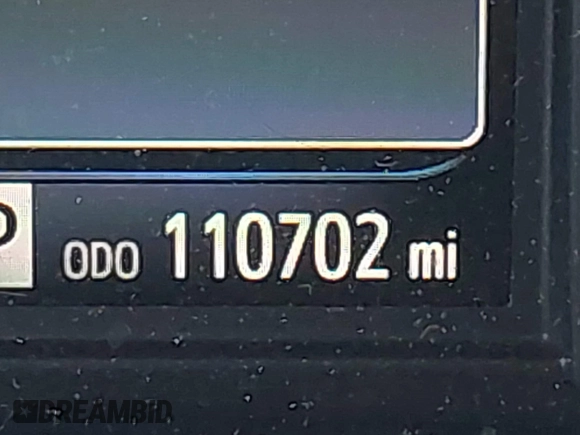 P
ODO 110702 mi
DREAMBID